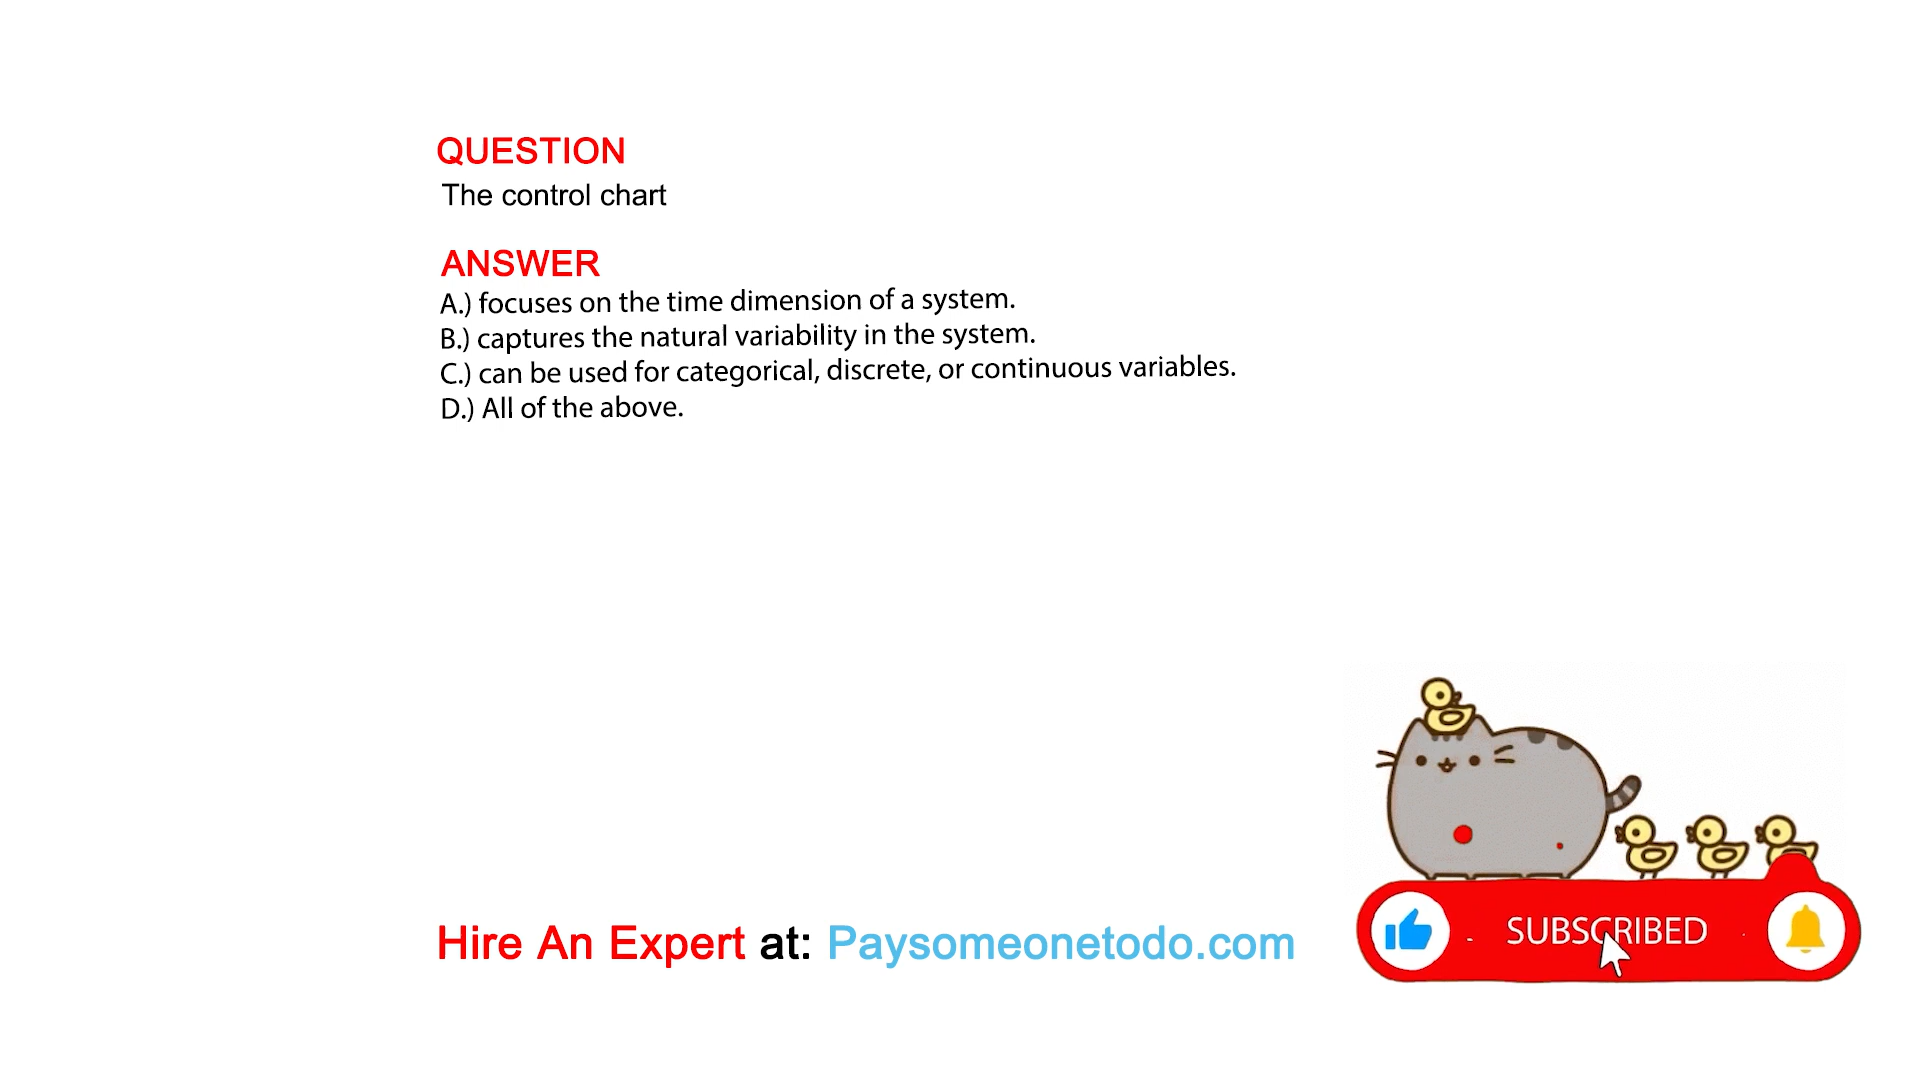 QUESTION
The control chart
ANSWER
A.) focuses on the time dimension of a system.
B.) captures the natural variability in the system.
C.) can be used for categorical, discrete, or continuous variables.
D.) All of the above.
Hire An Expert at: Paysomeonetodo.com
SUBSCRIBED